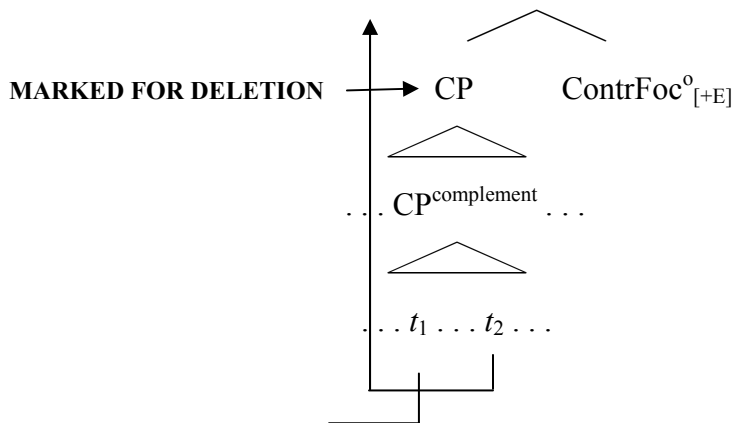 MARKED FOR DELETION CP ContrFoc°[+E]
. . . CPcomplement . . .
. . . t1 . . . t2 . . .